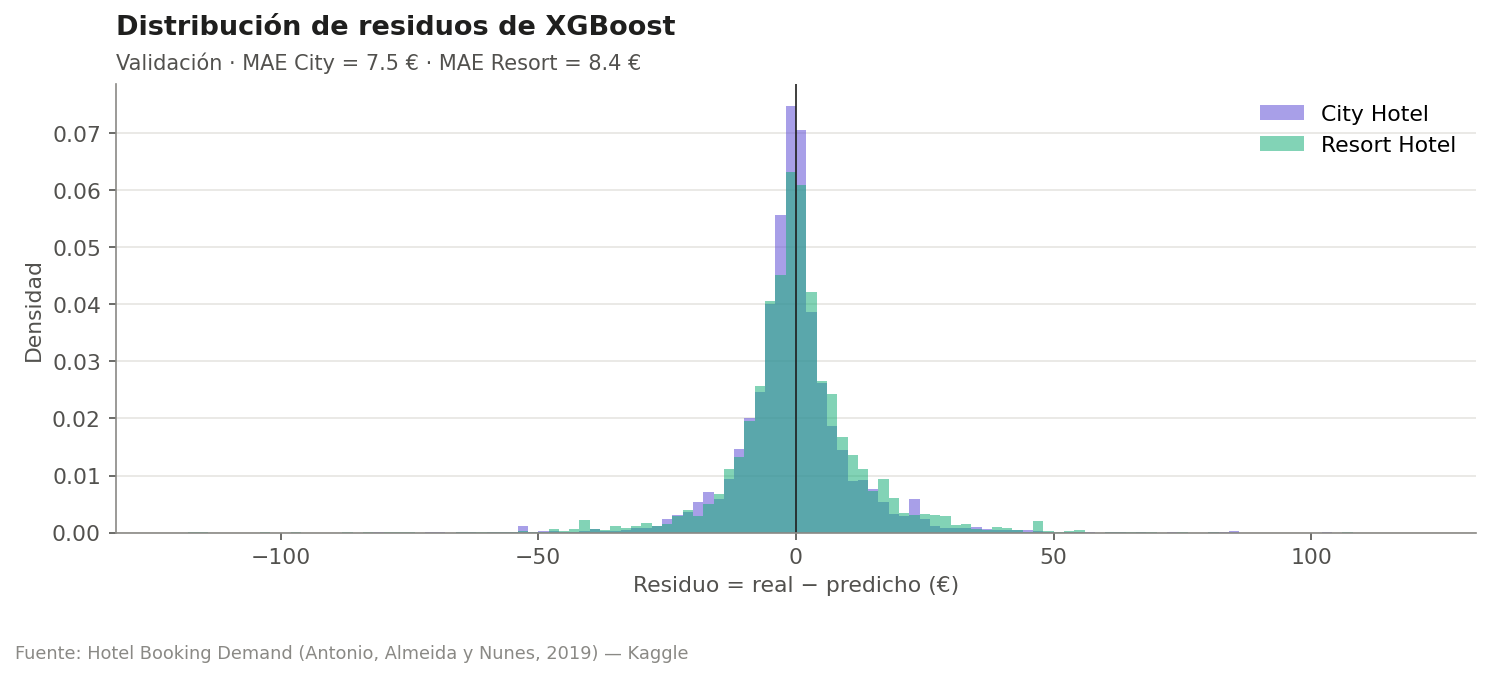 Distribución de residuos de XGBoost
Validación · MAE City = 7.5 € · MAE Resort = 8.4 €
City Hotel
Resort Hotel
Densidad
0.07
0.06
0.05
0.04
0.03
0.02
0.01
0.00
−100
−50
0
50
100
Residuo = real − predicho (€)
Fuente: Hotel Booking Demand (Antonio, Almeida y Nunes, 2019) — Kaggle